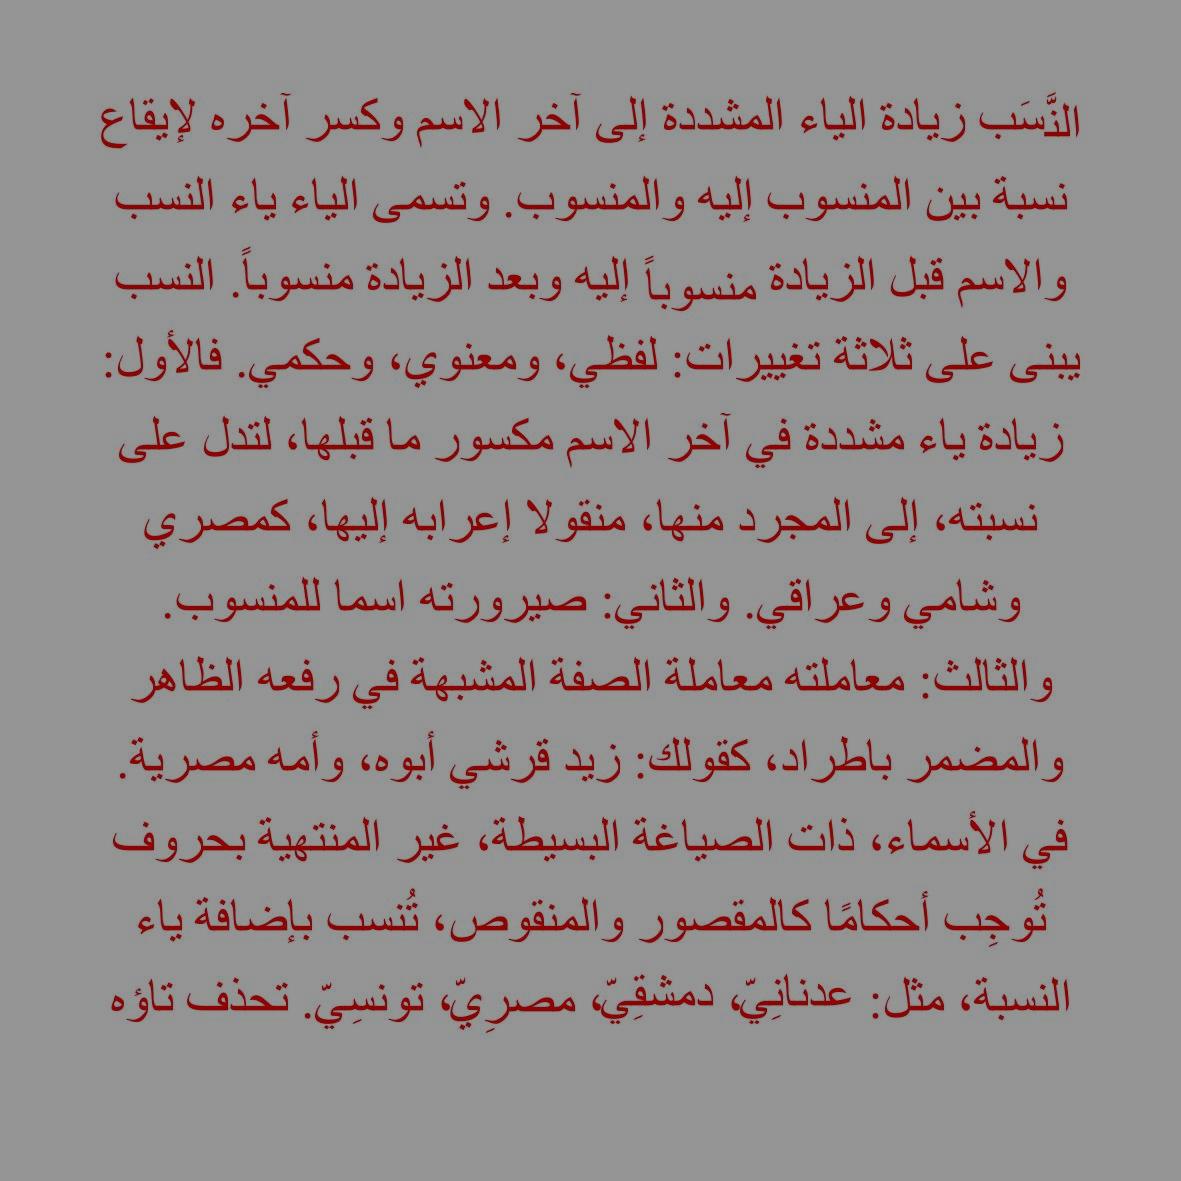 النَّسَب زيادة الياء المشددة إلى آخر الاسم وكسر آخره لإيقاع
نسبة بين المنسوب إليه والمنسوب. وتسمى الياء ياء النسب
والاسم قبل الزيادة منسوباً إليه وبعد الزيادة منسوباً. النسب
يبنى على ثلاثة تغييرات: لفظي، ومعنوي، وحكمي. فالأول:
زيادة ياء مشددة في آخر الاسم مكسور ما قبلها، لتدل على
نسبته، إلى المجرد منها، منقولا إعرابه إليها، كمصري
وشامي وعراقي. والثاني: صيرورته اسما للمنسوب.
والثالث: معاملته معاملة الصفة المشبهة في رفعه الظاهر
والمضمر باطراد، كقولك: زيد قرشي أبوه، وأمه مصرية.
في الأسماء، ذات الصياغة البسيطة، غير المنتهية بحروف
تُوجِب أحكامًا كالمقصور والمنقوص، تُنسب بإضافة ياء
النسبة، مثل: عدنانِيّ، دمشقِيّ، مصرِيّ، تونسِيّ. تحذف تاؤه